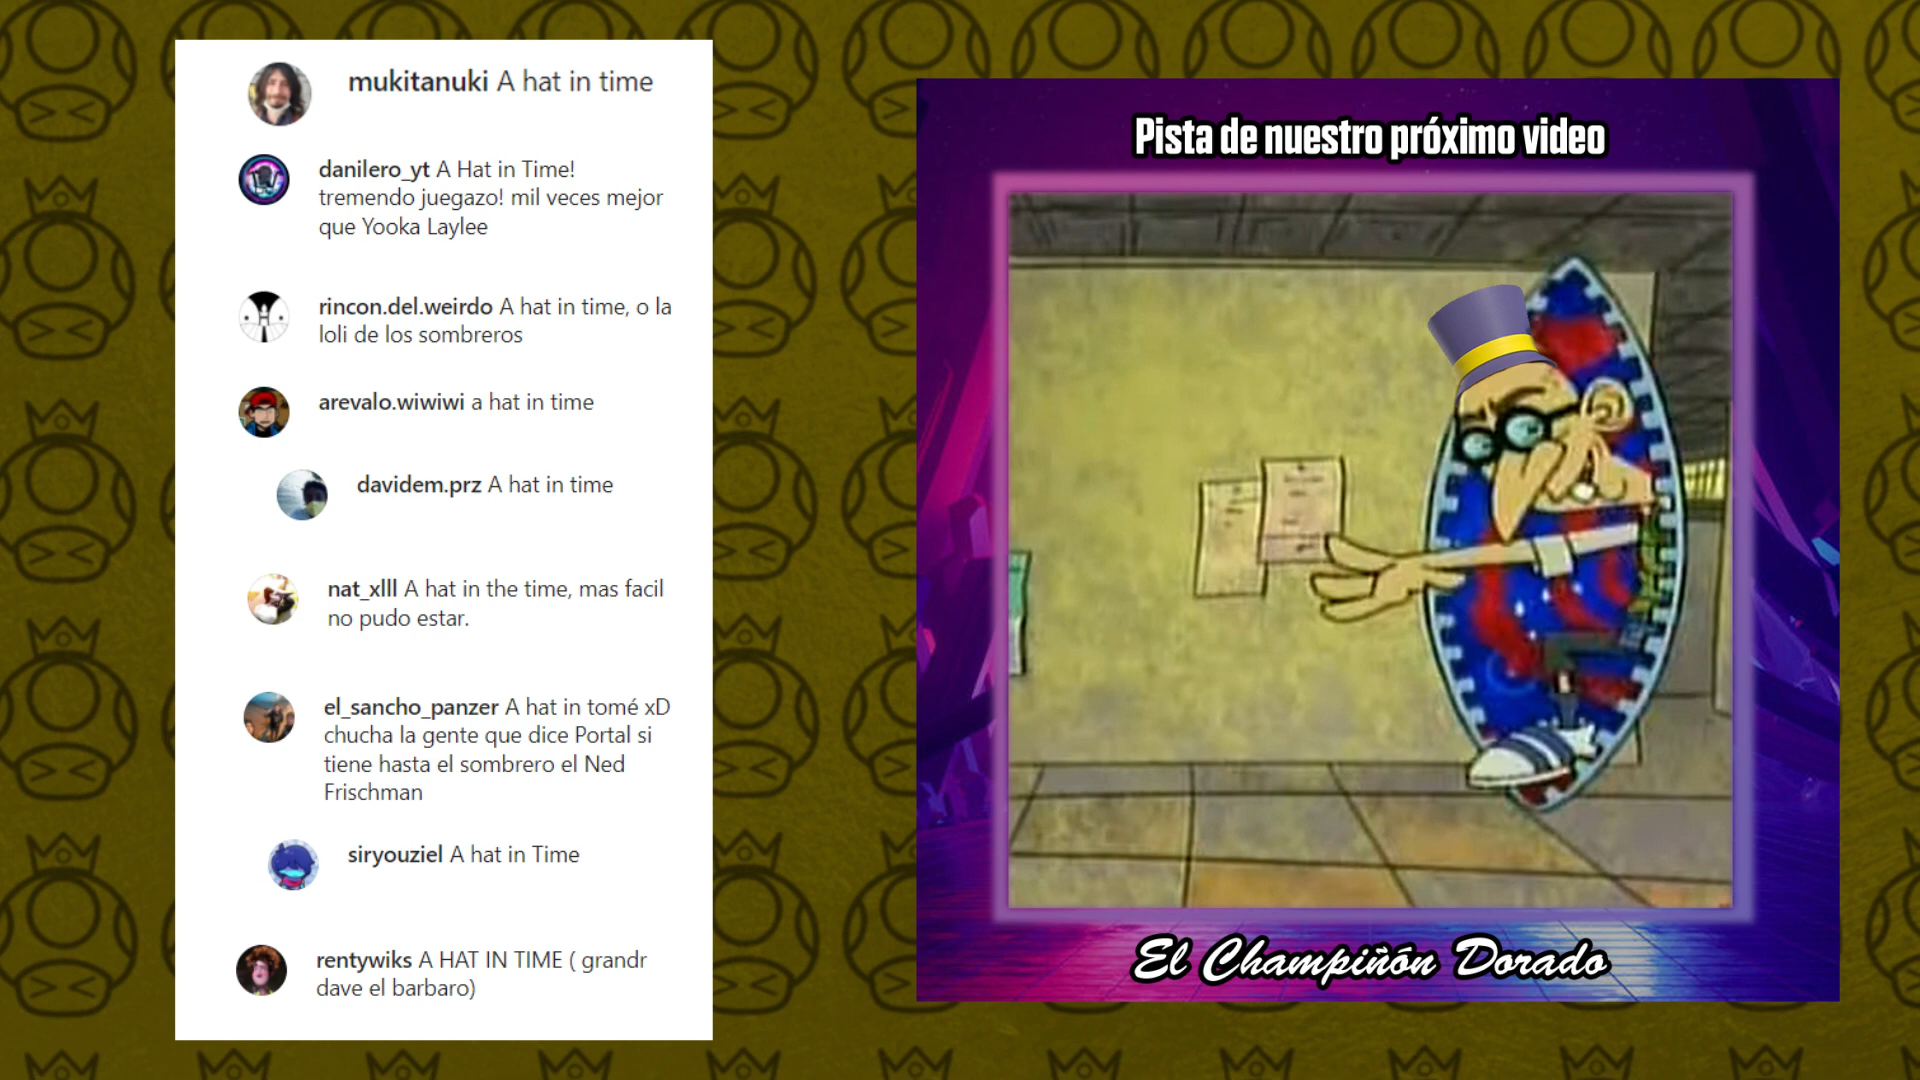 mukitanuki A hat in time
danilero_yt A Hat in Time!
tremendo juegazo! mil veces mejor
que Yooka Laylee
rincon.del.weirdo A hat in time, o la
loli de los sombreros
arevalo.wiwiwi a hat in time
davidem.prz A hat in time
nat_xlll A hat in the time, mas facil
no pudo estar.
el_sancho_panzer A hat in tomé xD
chucha la gente que dice Portal si
tiene hasta el sombrero el Ned
Frischman
siryouziel A hat in Time
rentywiks A HAT IN TIME ( grandr
dave el barbaro)
Pista de nuestro próximo video
El Champiñón Dorado